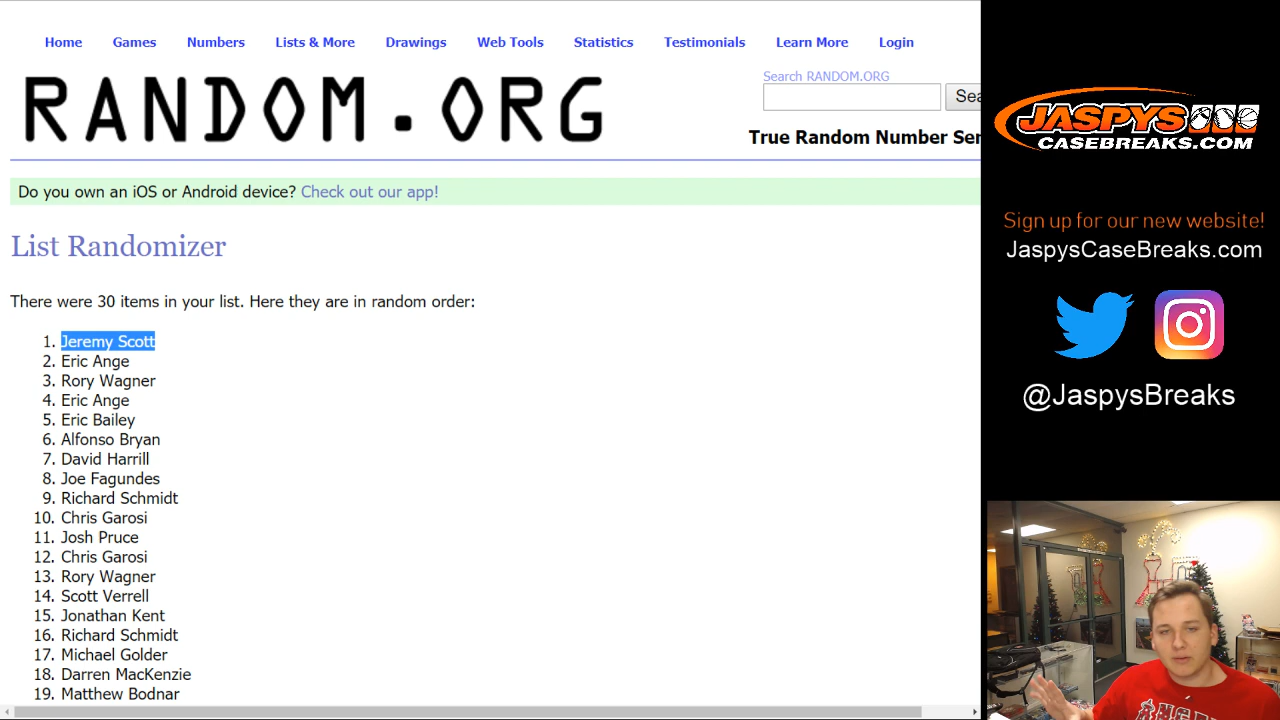 Home Games Numbers Lists & More Drawings Web Tools Statistics Testimonials Learn More Login
RANDOM.ORG
Search RANDOM.ORG
True Random Number Ser
Do you own an iOS or Android device? Check out our app!
List Randomizer
There were 30 items in your list. Here they are in random order:
1. Jeremy Scott
2. Eric Ange
3. Rory Wagner
4. Eric Ange
5. Eric Bailey
6. Alfonso Bryan
7. David Harrill
8. Joe Fagundes
9. Richard Schmidt
10. Chris Garosi
11. Josh Pruce
12. Chris Garosi
13. Rory Wagner
14. Scott Verrell
15. Jonathan Kent
16. Richard Schmidt
17. Michael Golder
18. Darren MacKenzie
19. Matthew Bodnar
JASPYS
CASEBREAKS.COM
Sign up for our new website!
JaspysCaseBreaks.com
@JaspysBreaks